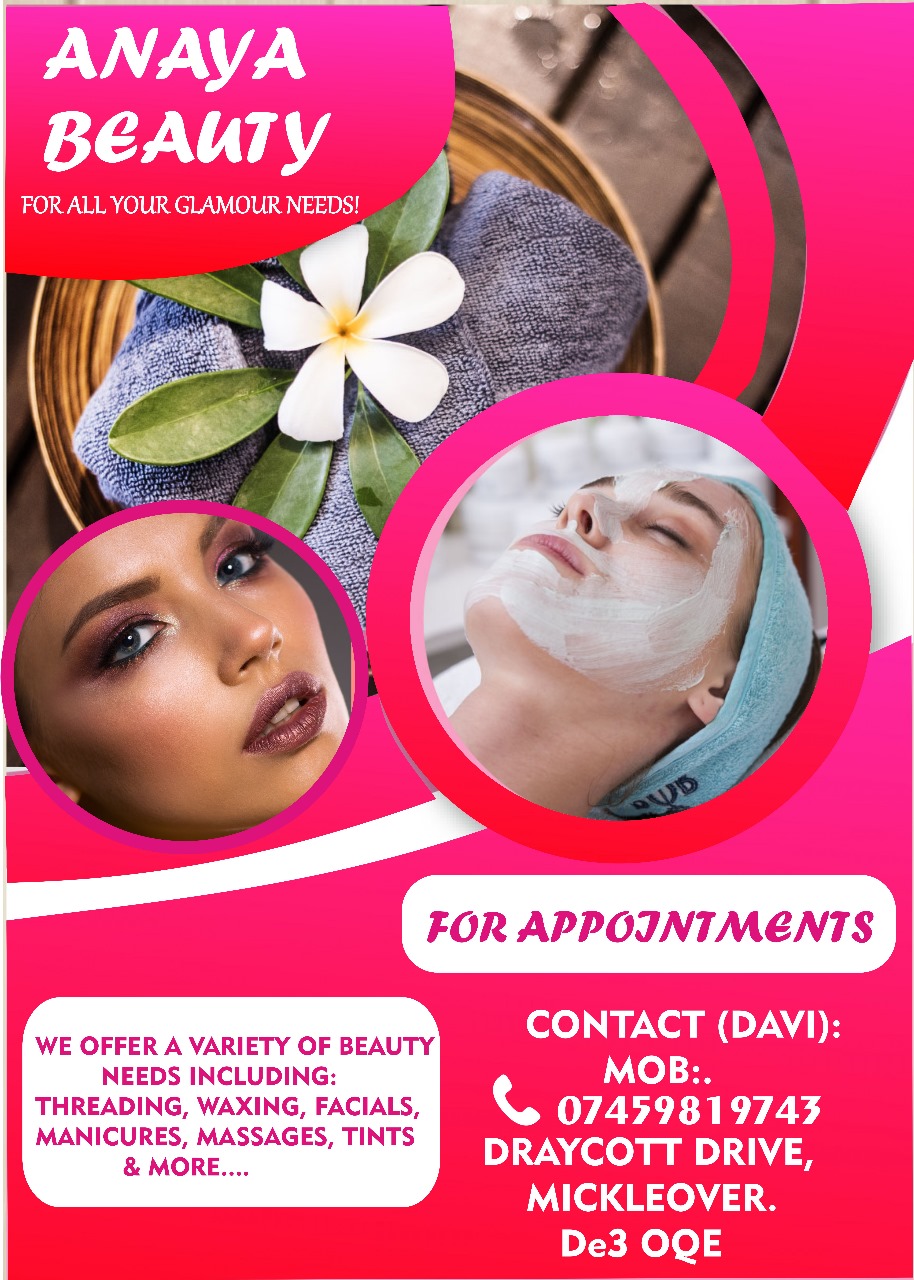 ANAYA
BEAUTY
FOR ALL YOUR GLAMOUR NEEDS!
FOR APPOINTMENTS
WE OFFER A VARIETY OF BEAUTY
NEEDS INCLUDING:
THREADING, WAXING, FACIALS,
MANICURES, MASSAGES, TINTS
& MORE....
CONTACT (DAVI):
MOB:.
07459819743
DRAYCOTT DRIVE,
MICKLEOVER.
De3 OQE